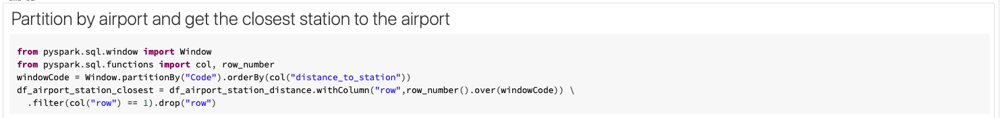 Partition by airport and get the closest station to the airport
from pyspark.sql.window import Window
from pyspark.sql.functions import col, row_number
windowCode = Window.partitionBy("Code").orderBy(col("distance_to_station"))
df_airport_station_closest = df_airport_station_distance.withColumn("row",row_number().over(windowCode)) \
  .filter(col("row") == 1).drop("row")